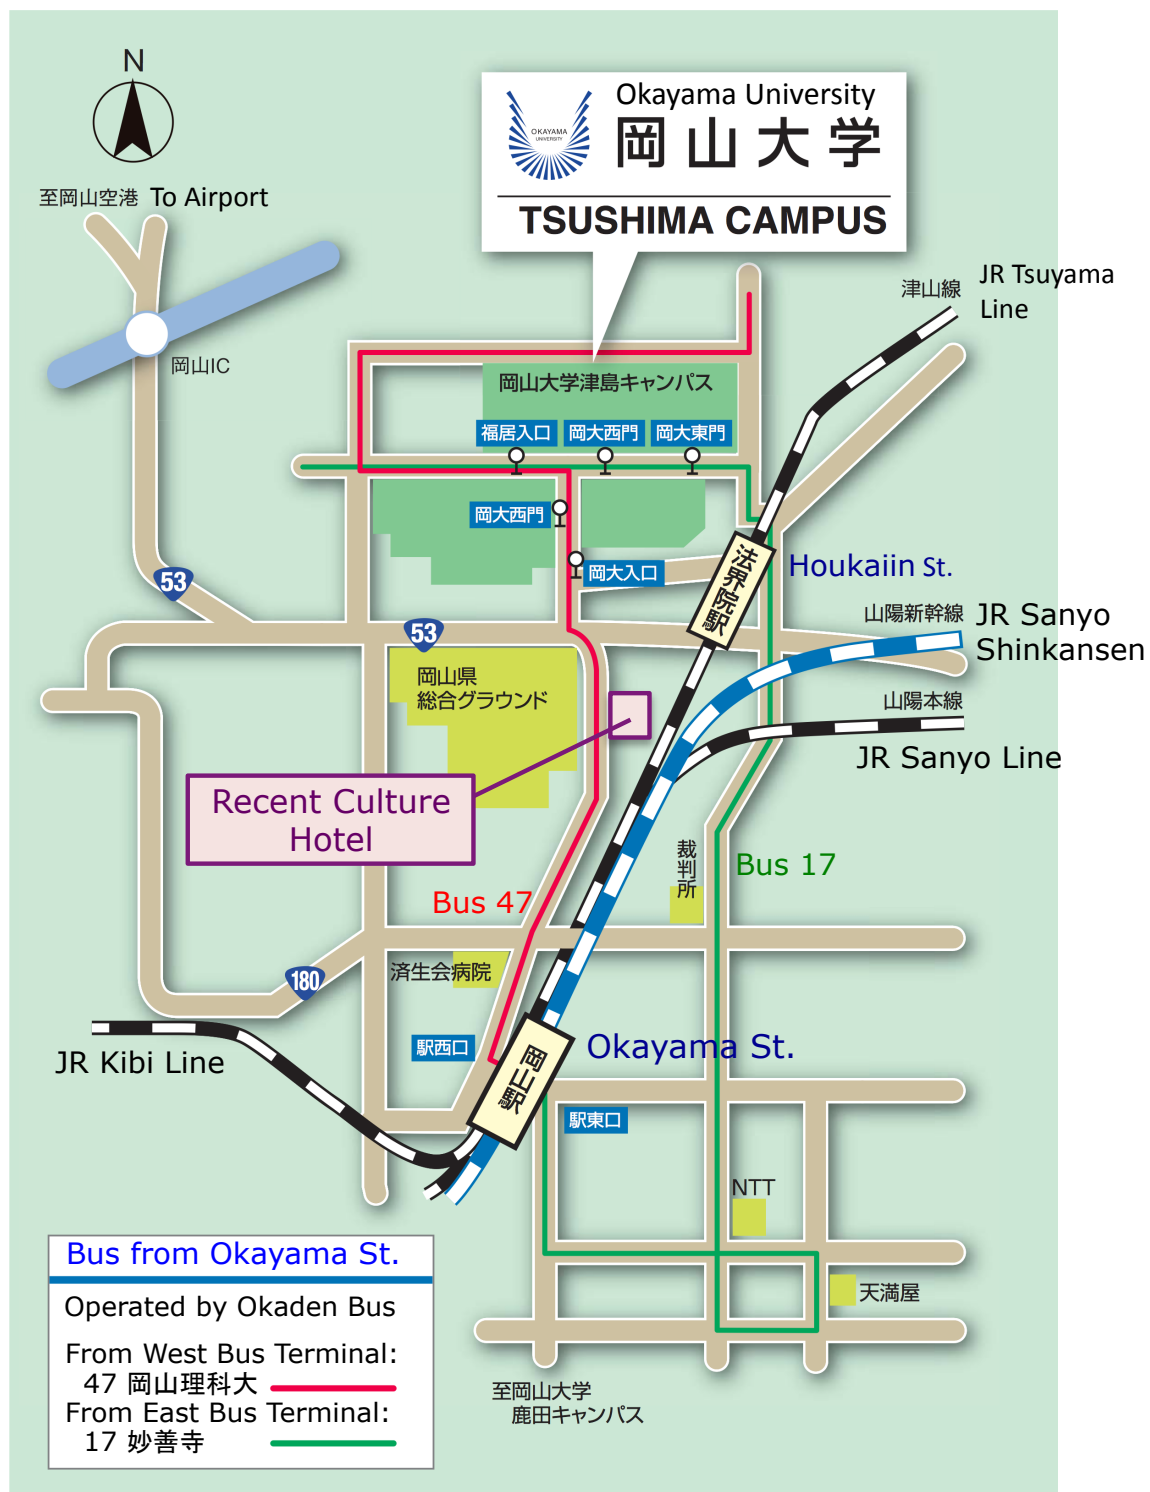 N
至岡山空港 To Airport
OKAYAMA
UNIVERSITY
Okayama University
岡山大学
TSUSHIMA CAMPUS
津山線
JR Tsuyama
Line
岡山IC
岡山大学津島キャンパス
福居入口
岡大西門
岡大東門
岡大西門
岡大入口
法界院駅
Houkaiin St.
53
53
山陽新幹線
JR Sanyo
Shinkansen
岡山県
総合グラウンド
山陽本線
JR Sanyo Line
Recent Culture
Hotel
裁判所
Bus 17
Bus 47
済生会病院
180
駅西口
岡山駅
Okayama St.
JR Kibi Line
駅東口
NTT
天満屋
Bus from Okayama St.
Operated by Okaden Bus
From West Bus Terminal:
47 岡山理科大
From East Bus Terminal:
17 妙善寺
至岡山大学
鹿田キャンパス